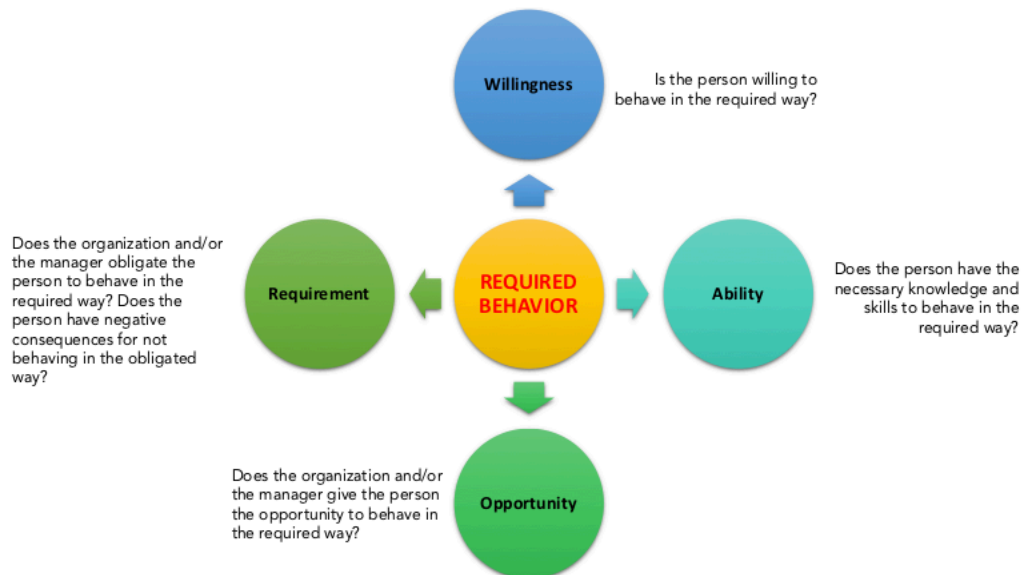 Willingness
Is the person willing to
behave in the required way?
Does the organization and/or
the manager obligate the
person to behave in the
required way? Does the
person have negative
consequences for not
behaving in the obligated
way?
Requirement
REQUIRED
BEHAVIOR
Ability
Does the person have the
necessary knowledge and
skills to behave in the
required way?
Does the organization and/or
the manager give the person
the opportunity to behave in
the required way?
Opportunity